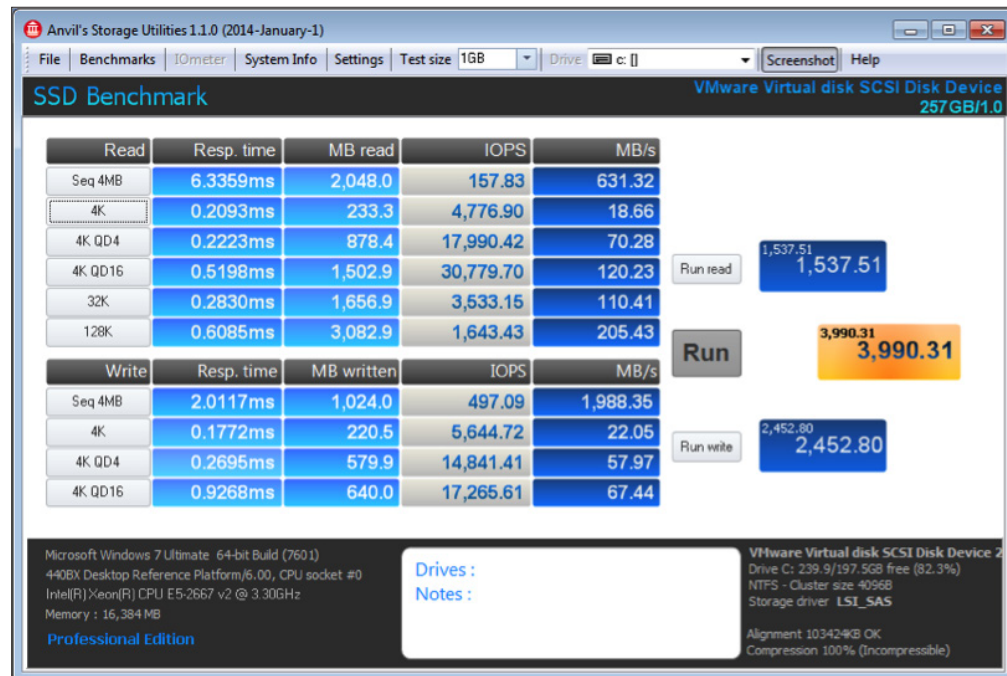 Anvil's Storage Utilities 1.1.0 (2014-January-1)
File Benchmarks IOmeter System Info Settings Test size 1GB Drive c: [] Screenshot Help
SSD Benchmark
VMware Virtual disk SCSI Disk Device
257GB/1.0
Read Resp. time MB read IOPS MB/s
Seq 4MB 6.3359ms 2,048.0 157.83 631.32
4K 0.2093ms 233.3 4,776.90 18.66
4K QD4 0.2223ms 878.4 17,990.42 70.28
4K QD16 0.5198ms 1,502.9 30,779.70 120.23
32K 0.2830ms 1,656.9 3,533.15 110.41
128K 0.6085ms 3,082.9 1,643.43 205.43
Run read
1,537.51
1,537.51
Run
3,990.31
3,990.31
Write Resp. time MB written IOPS MB/s
Seq 4MB 2.0117ms 1,024.0 497.09 1,988.35
4K 0.1772ms 220.5 5,644.72 22.05
4K QD4 0.2695ms 579.9 14,841.41 57.97
4K QD16 0.9268ms 640.0 17,265.61 67.44
Run write
2,452.80
2,452.80
Microsoft Windows 7 Ultimate 64-bit Build (7601)
440BX Desktop Reference Platform/6.00, CPU socket #0
Intel(R) Xeon(R) CPU E5-2667 v2 @ 3.30GHz
Memory : 16,384 MB
Professional Edition
Drives :
Notes :
VMware Virtual disk SCSI Disk Device 2
Drive C: 239.9/197.5GB free (82.3%)
NTFS - Cluster size 4096B
Storage driver LSI_SAS
Alignment 103424KB OK
Compression 100% (Incompressible)